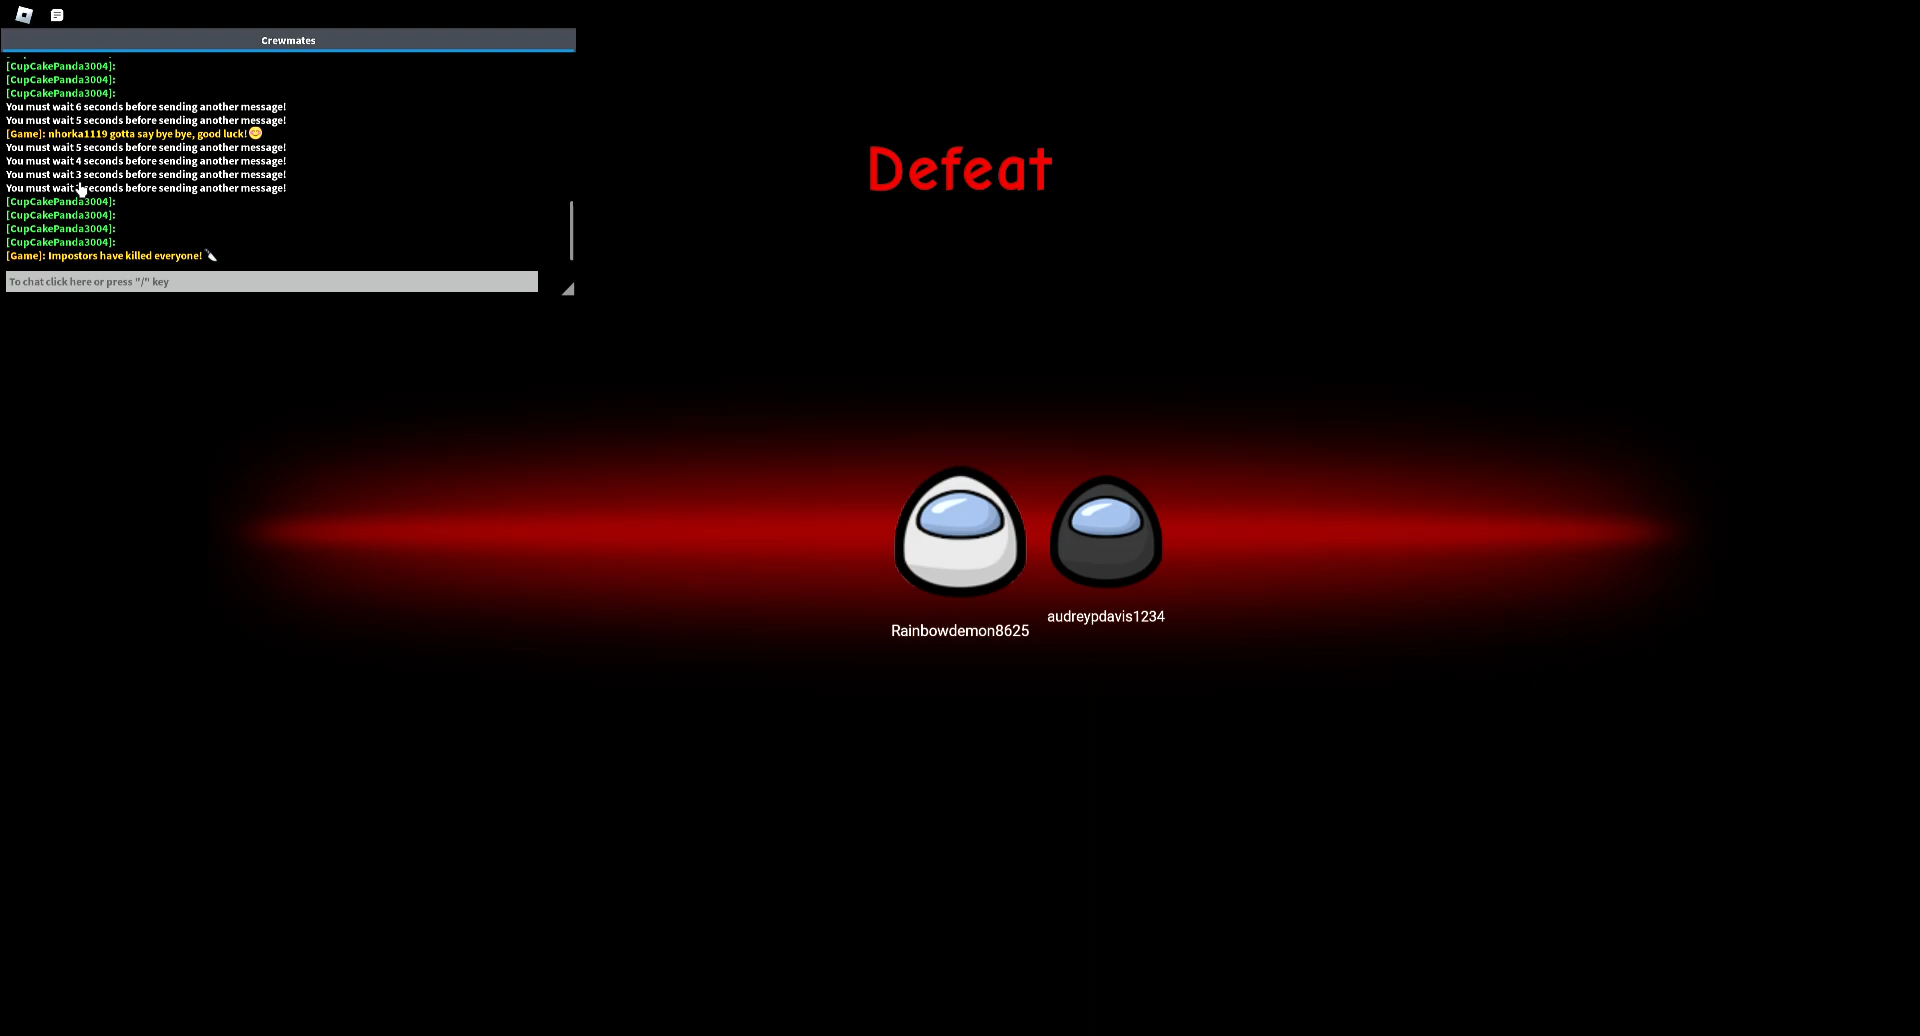 Crewmates
[CupCakePanda3004]:
[CupCakePanda3004]:
[CupCakePanda3004]:
You must wait 6 seconds before sending another message!
You must wait 5 seconds before sending another message!
[Game]: nhorka1119 gotta say bye bye, good luck!😊
You must wait 5 seconds before sending another message!
You must wait 4 seconds before sending another message!
You must wait 3 seconds before sending another message!
You must wait seconds before sending another message!
[CupCakePanda3004]:
[CupCakePanda3004]:
[CupCakePanda3004]:
[CupCakePanda3004]:
[Game]: Impostors have killed everyone!🔪
To chat click here or press "/" key
Defeat
Rainbowdemon8625
audreypdavis1234